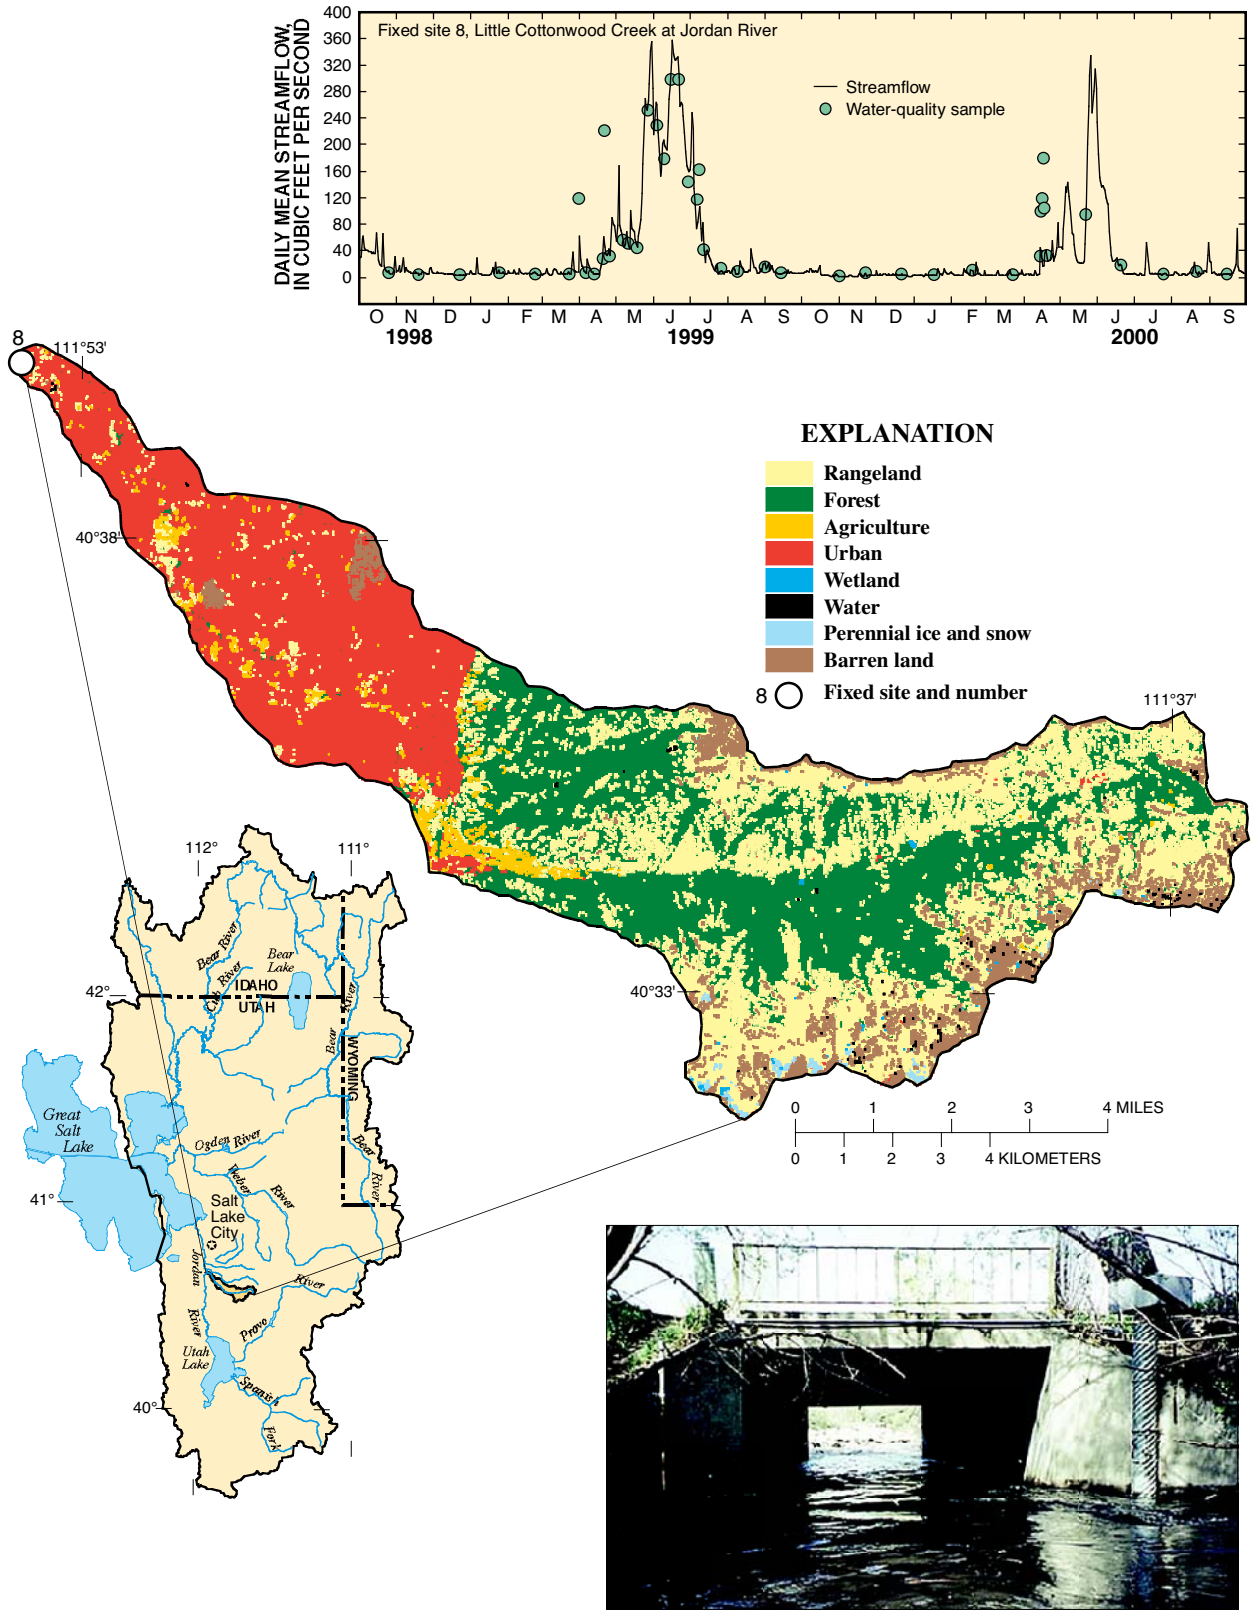 DAILY MEAN STREAMFLOW,
IN CUBIC FEET PER SECOND
400
360
320
280
240
200
160
120
80
40
0
Fixed site 8, Little Cottonwood Creek at Jordan River
Streamflow
Water-quality sample
O N D J F M A M J J A S O N D J F M A M J J A S
1998 1999 2000
8
111°53'
40°38'
EXPLANATION
Rangeland
Forest
Agriculture
Urban
Wetland
Water
Perennial ice and snow
Barren land
8 Fixed site and number
111°37'
40°33'
0 1 2 3 4 MILES
0 1 2 3 4 KILOMETERS
112° 111°
Bear River
Cub River
Bear
Lake
42°
IDAHO
UTAH
WYOMING
Bear
River
Great
Salt
Lake
Ogden River
Weber
River
Bear
River
41°
Salt
Lake
City
Jordan
River
Provo
River
Utah
Lake
Spanish
Fork
40°